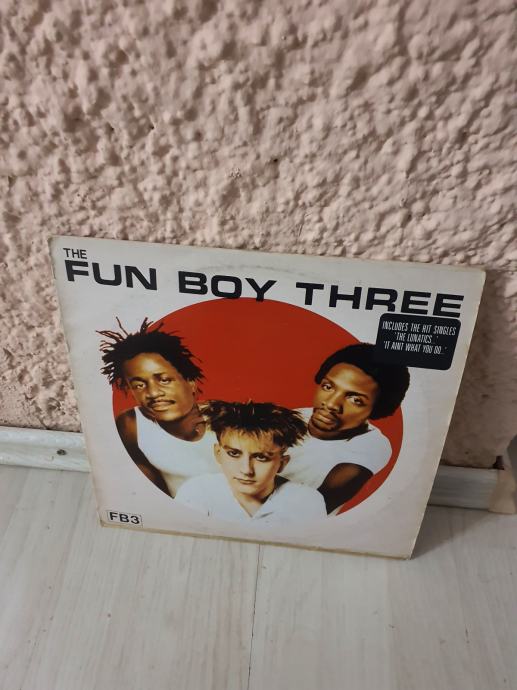 THE
FUN BOY THREE
INCLUDES THE HIT SINGLES
'THE LUNATICS..'
'IT AINT WHAT YOU DO..'
FB3